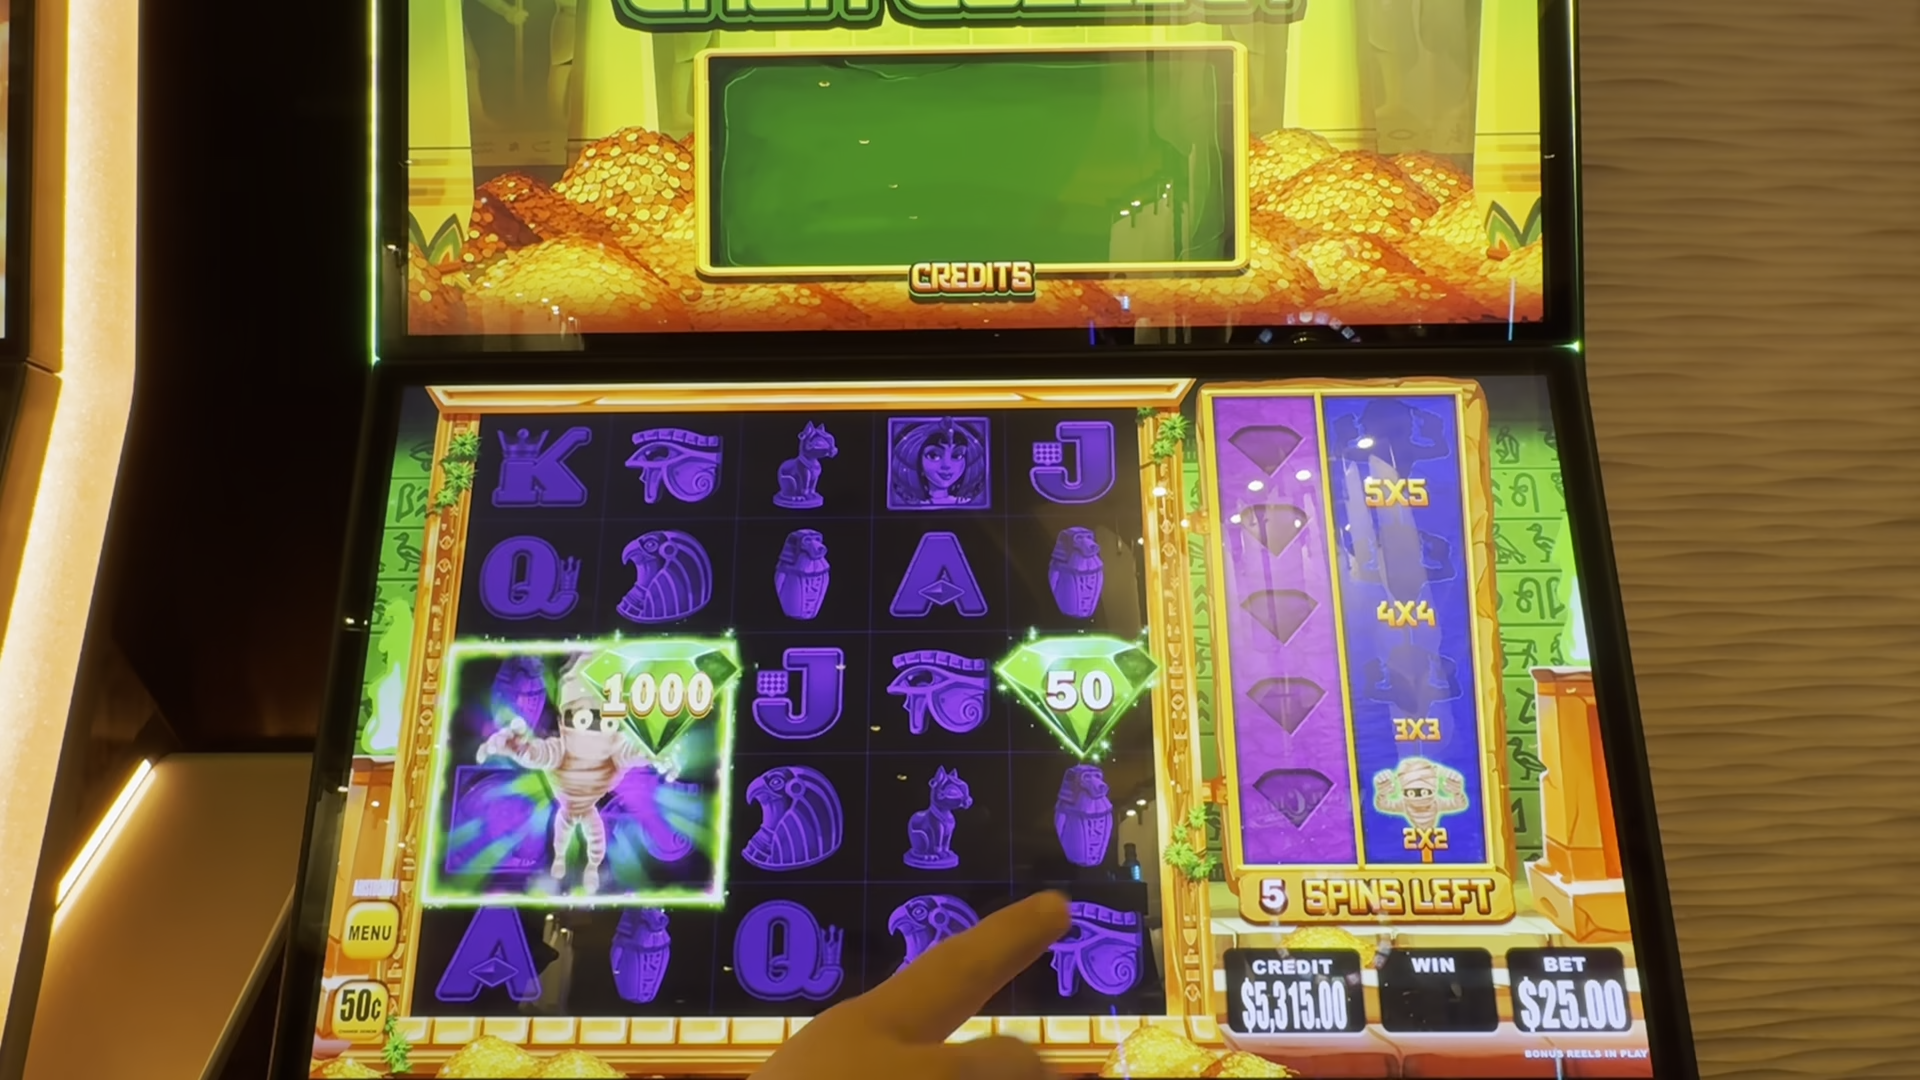 CREDITS
K
J
Q
A
1000
J
50
A
Q
5X5
4X4
3X3
2X2
5 SPINS LEFT
MENU
50¢
CREDIT
$5,315.00
WIN
BET
$25.00
BONUS REELS IN PLAY